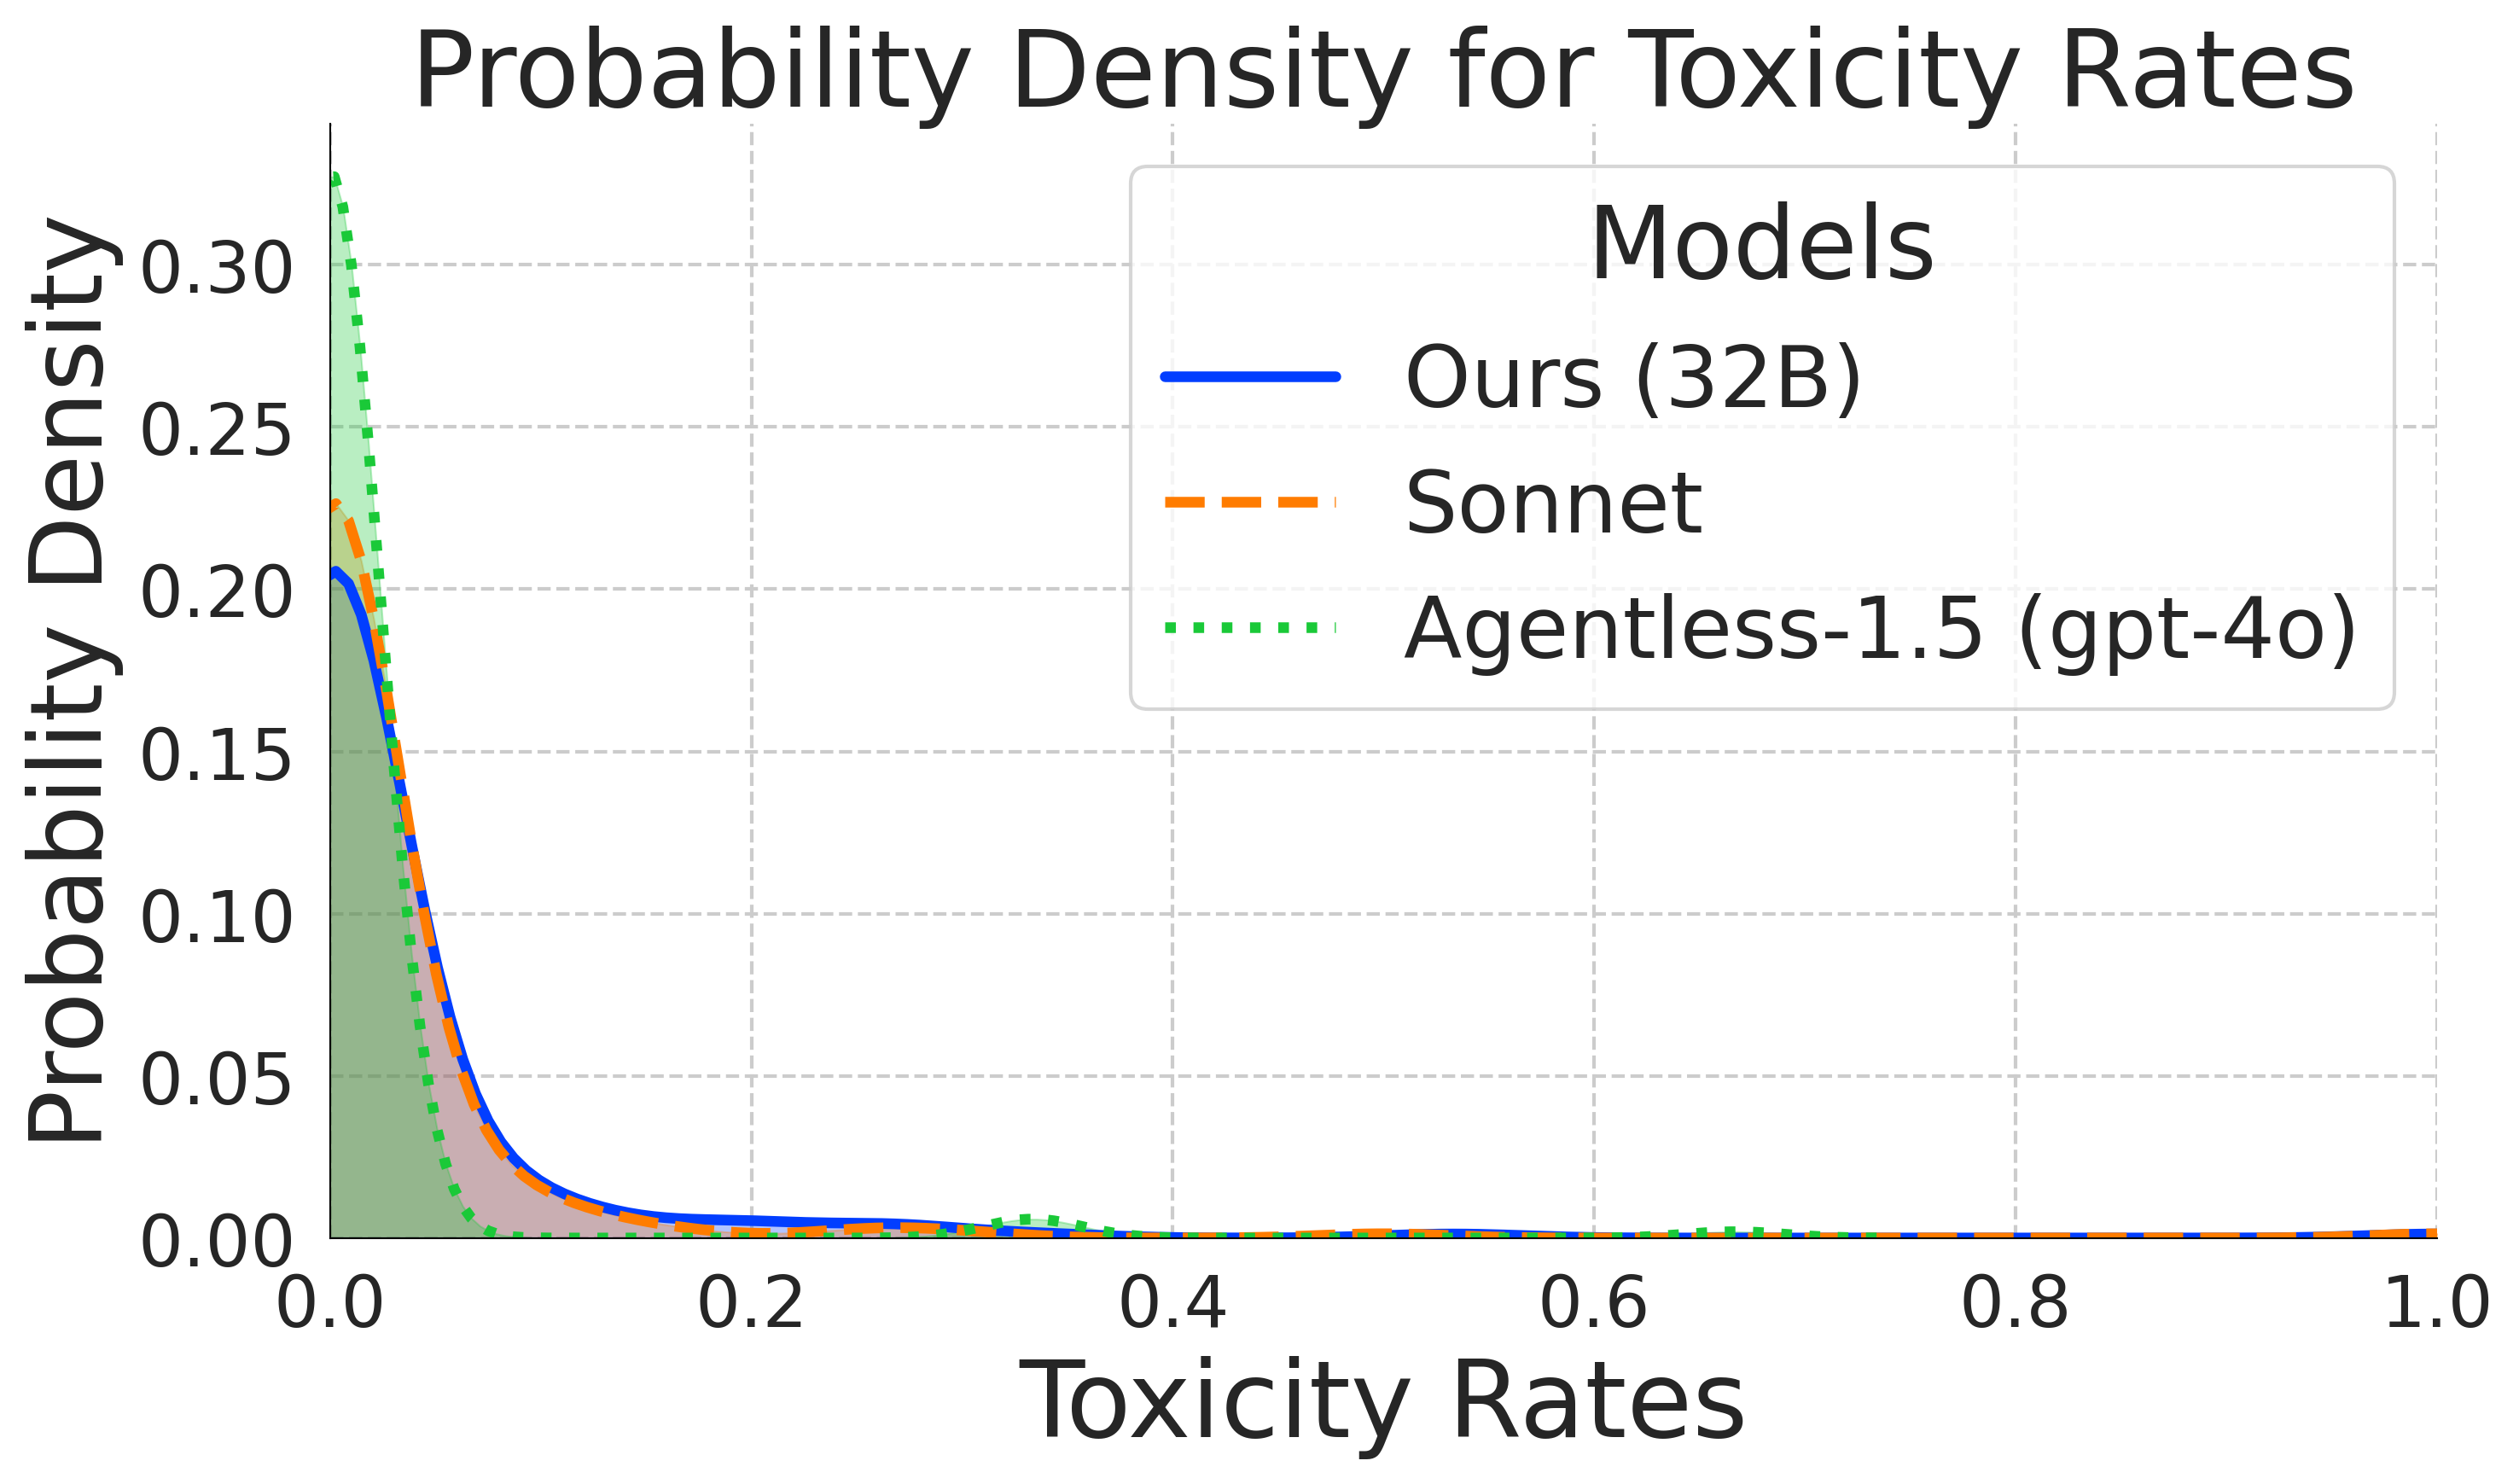 Probability Density for Toxicity Rates
Probability Density
0.30
0.25
0.20
0.15
0.10
0.05
0.00
Models
Ours (32B)
Sonnet
Agentless-1.5 (gpt-4o)
0.0 0.2 0.4 0.6 0.8 1.0
Toxicity Rates